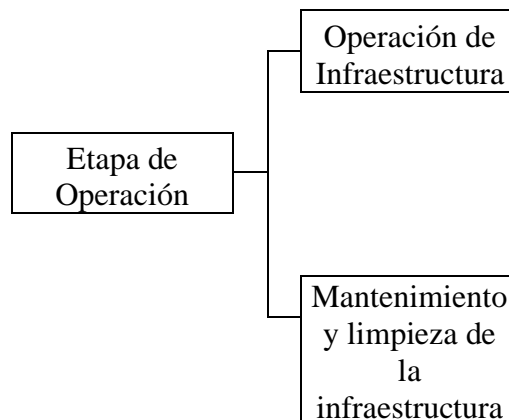 Operación de
Infraestructura
Etapa de
Operación
Mantenimiento
y limpieza de
la
infraestructura